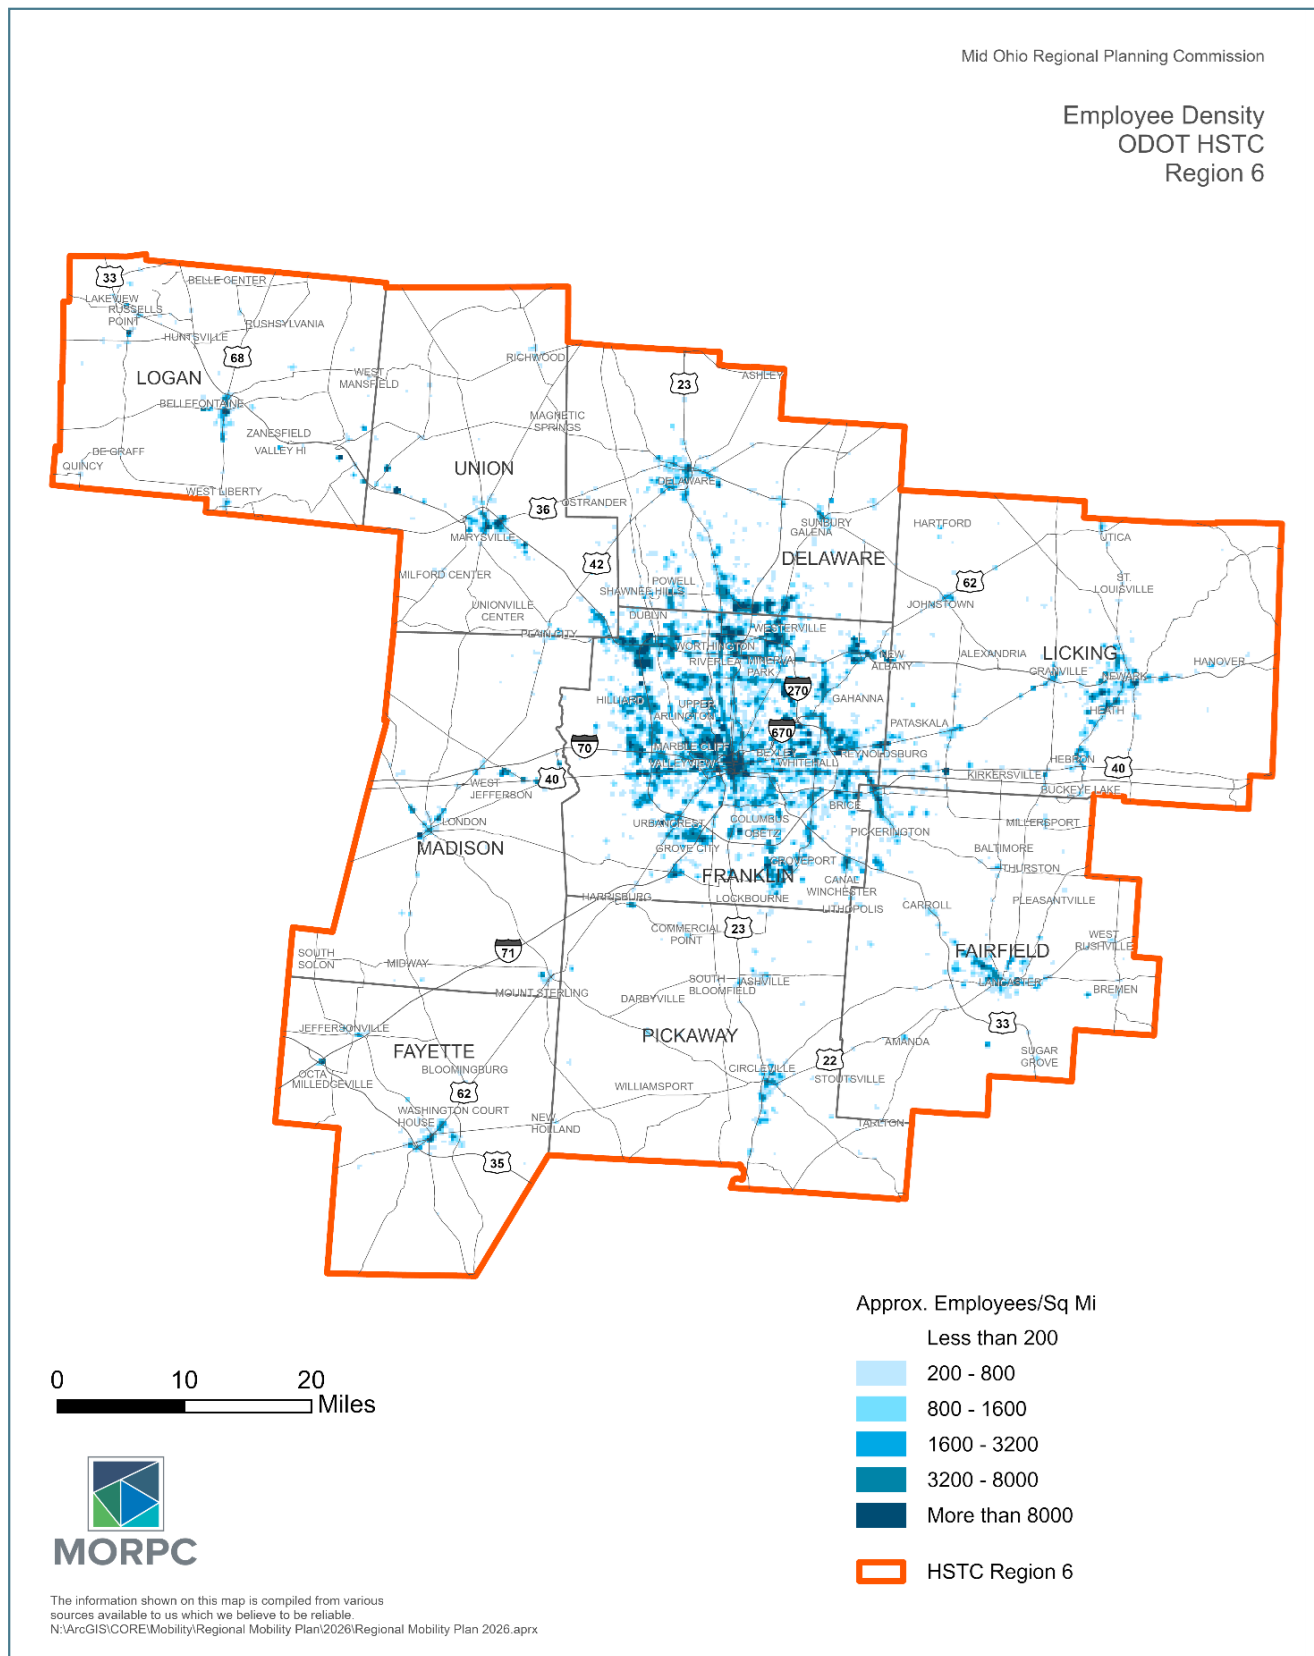 Mid Ohio Regional Planning Commission
Employee Density
ODOT HSTC
Region 6
33
BELLE CENTER
LAKEVIEW
RUSSELLS
POINT
RUSHSYLVANIA
HUNTSVILLE
68
RICHWOOD
LOGAN
WEST
MANSFIELD
23
ASHLEY
BELLEFONTAINE
MAGNETIC
SPRINGS
ZANESFIELD
VALLEY HI
DE GRAFF
QUINCY
UNION
DELAWARE
WEST LIBERTY
36
OSTRANDER
SUNBURY
GALENA
HARTFORD
MARYSVILLE
UTICA
42
DELAWARE
MILFORD CENTER
POWELL
SHAWNEE HILLS
62
ST.
LOUISVILLE
UNIONVILLE
CENTER
DUBLIN
JOHNSTOWN
PLAIN CITY
WESTERVILLE
WORTHINGTON
RIVERLEA
MINERVA
PARK
NEW
ALBANY
ALEXANDRIA
LICKING
GRANVILLE
NEWARK
HANOVER
270
HILLIARD
UPPER
ARLINGTON
GAHANNA
HEATH
PATASKALA
670
70
MARBLE CLIFF
BEXLEY
REYNOLDSBURG
VALLEYVIEW
WHITEHALL
HEBRON
40
KIRKERSVILLE
40
WEST
JEFFERSON
BUCKEYE LAKE
BRICE
LONDON
URBANCREST
COLUMBUS
OBETZ
PICKERINGTON
MILLERSPORT
MADISON
GROVE CITY
BALTIMORE
GROVEPORT
THURSTON
FRANKLIN
CANAL
WINCHESTER
HARRISBURG
LOCKBOURNE
LITHOPOLIS
CARROLL
PLEASANTVILLE
COMMERCIAL
POINT
23
WEST
RUSHVILLE
71
FAIRFIELD
SOUTH
SOLON
MIDWAY
MOUNT STERLING
SOUTH
BLOOMFIELD
ASHVILLE
LANCASTER
BREMEN
DARBYVILLE
JEFFERSONVILLE
PICKAWAY
33
AMANDA
FAYETTE
SUGAR
GROVE
OCTA
MILLEDGEVILLE
BLOOMINGBURG
CIRCLEVILLE
22
STOUTSVILLE
62
WILLIAMSPORT
WASHINGTON COURT
HOUSE
NEW
HOLLAND
TARLTON
35
Approx. Employees/Sq Mi
Less than 200
200 - 800
800 - 1600
1600 - 3200
3200 - 8000
More than 8000
HSTC Region 6
0 10 20
Miles
MORPC
The information shown on this map is compiled from various
sources available to us which we believe to be reliable.
N:\ArcGIS\CORE\Mobility\Regional Mobility Plan\2026\Regional Mobility Plan 2026.aprx